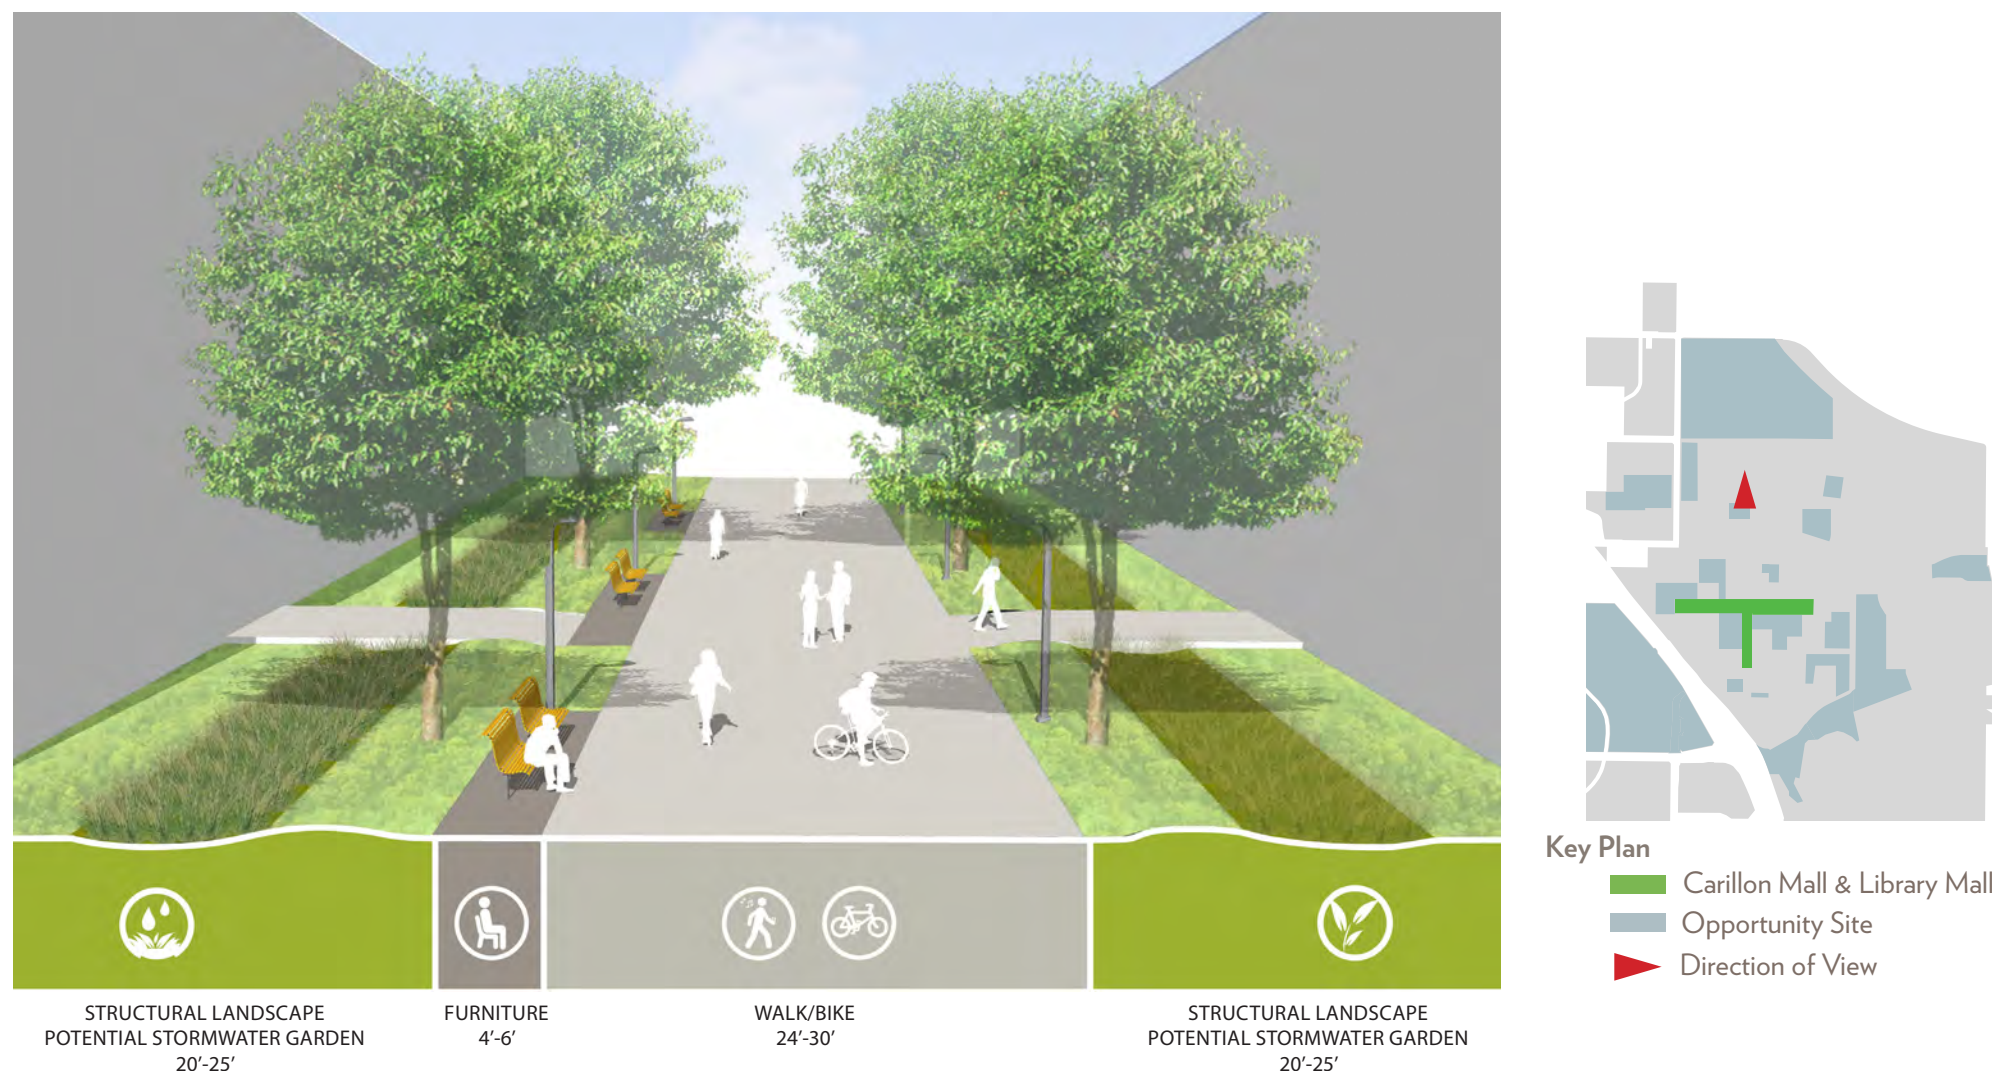 STRUCTURAL LANDSCAPE
POTENTIAL STORMWATER GARDEN
20’-25’
FURNITURE
4’-6’
WALK/BIKE
24’-30’
STRUCTURAL LANDSCAPE
POTENTIAL STORMWATER GARDEN
20’-25’
Key Plan
Carillon Mall & Library Mall
Opportunity Site
Direction of View